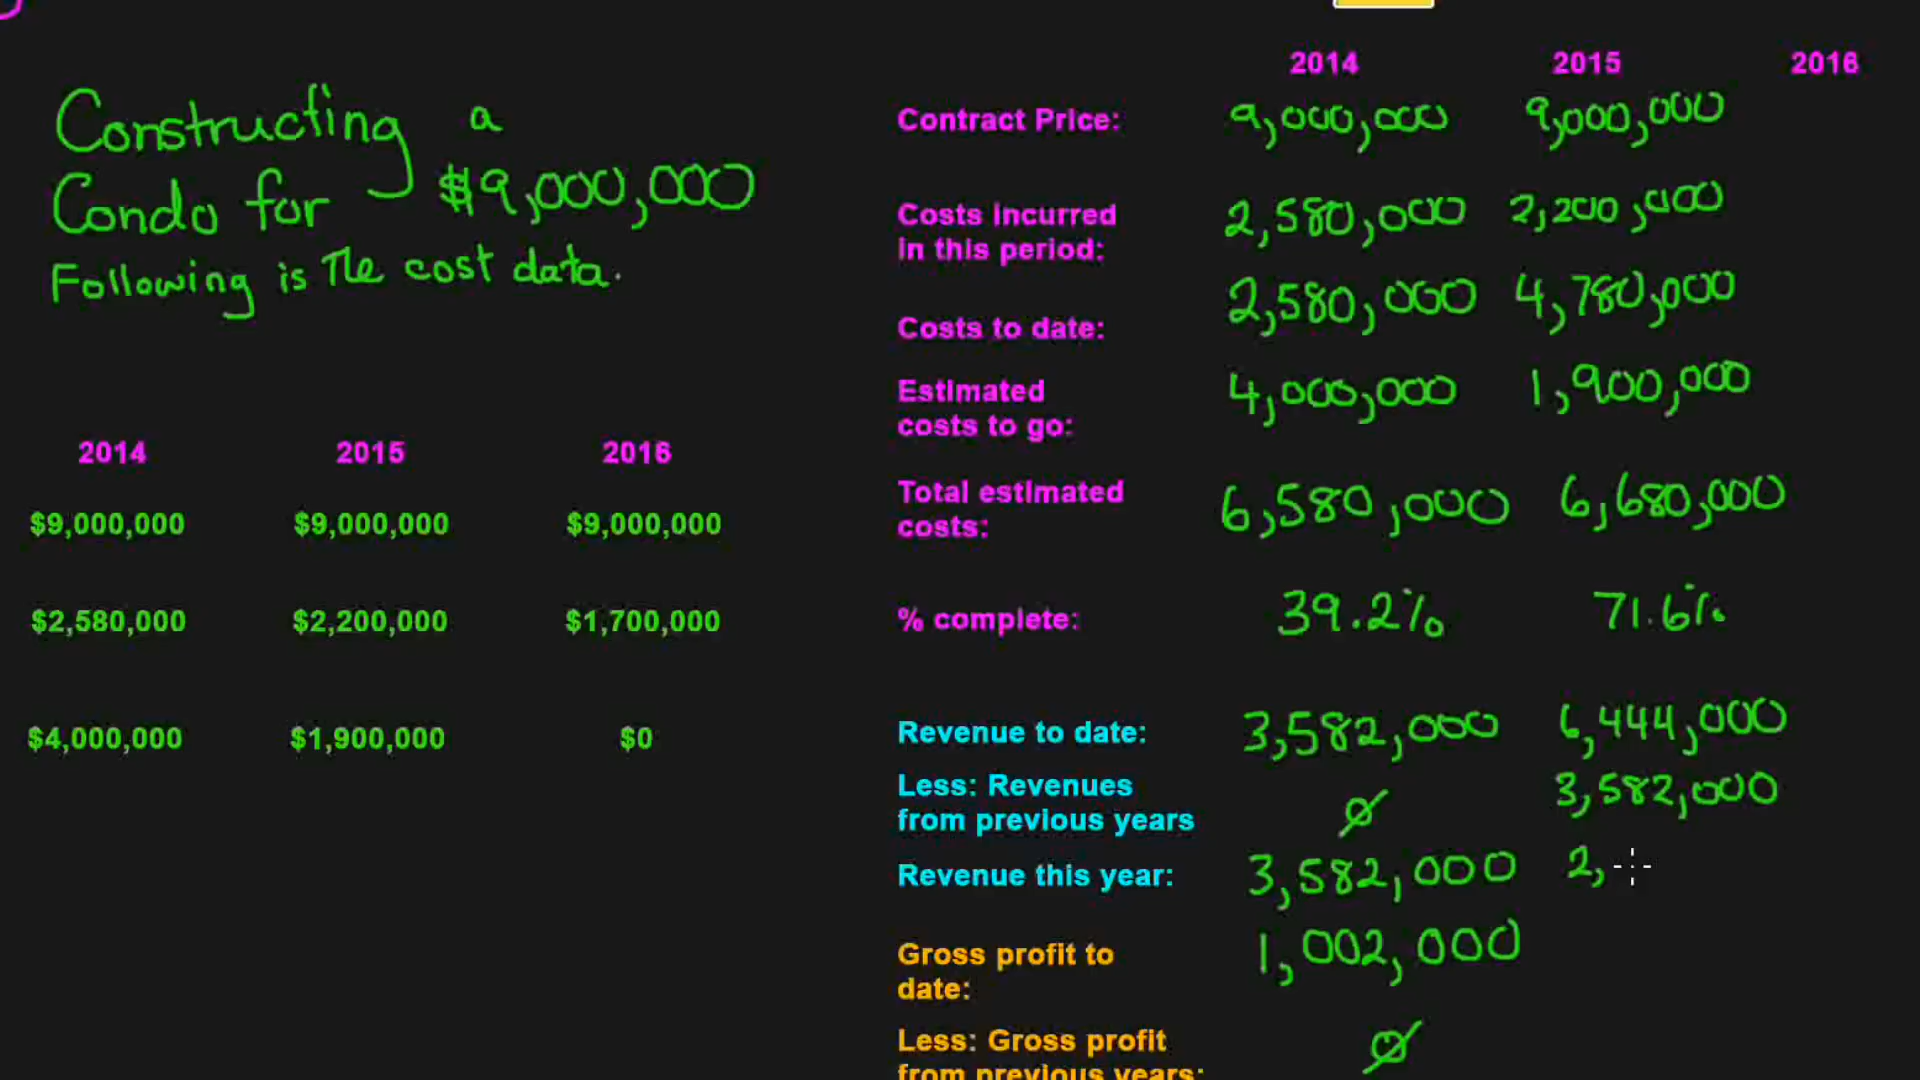 Constructing a
Condo for $9,000,000
Following is The cost data.
2014 2015 2016
$9,000,000 $9,000,000 $9,000,000
$2,580,000 $2,200,000 $1,700,000
$4,000,000 $1,900,000 $0
2014 2015 2016
Contract Price: 9,000,000 9,000,000
Costs incurred
in this period: 2,580,000 2,200,000
Costs to date: 2,580,000 4,780,000
Estimated
costs to go: 4,000,000 1,900,000
Total estimated
costs: 6,580,000 6,680,000
% complete: 39.2% 71.6%
Revenue to date: 3,582,000 6,444,000
Less: Revenues
from previous years 0 3,582,000
Revenue this year: 3,582,000 2,
Gross profit to
date: 1,002,000
Less: Gross profit
from previous years: 0